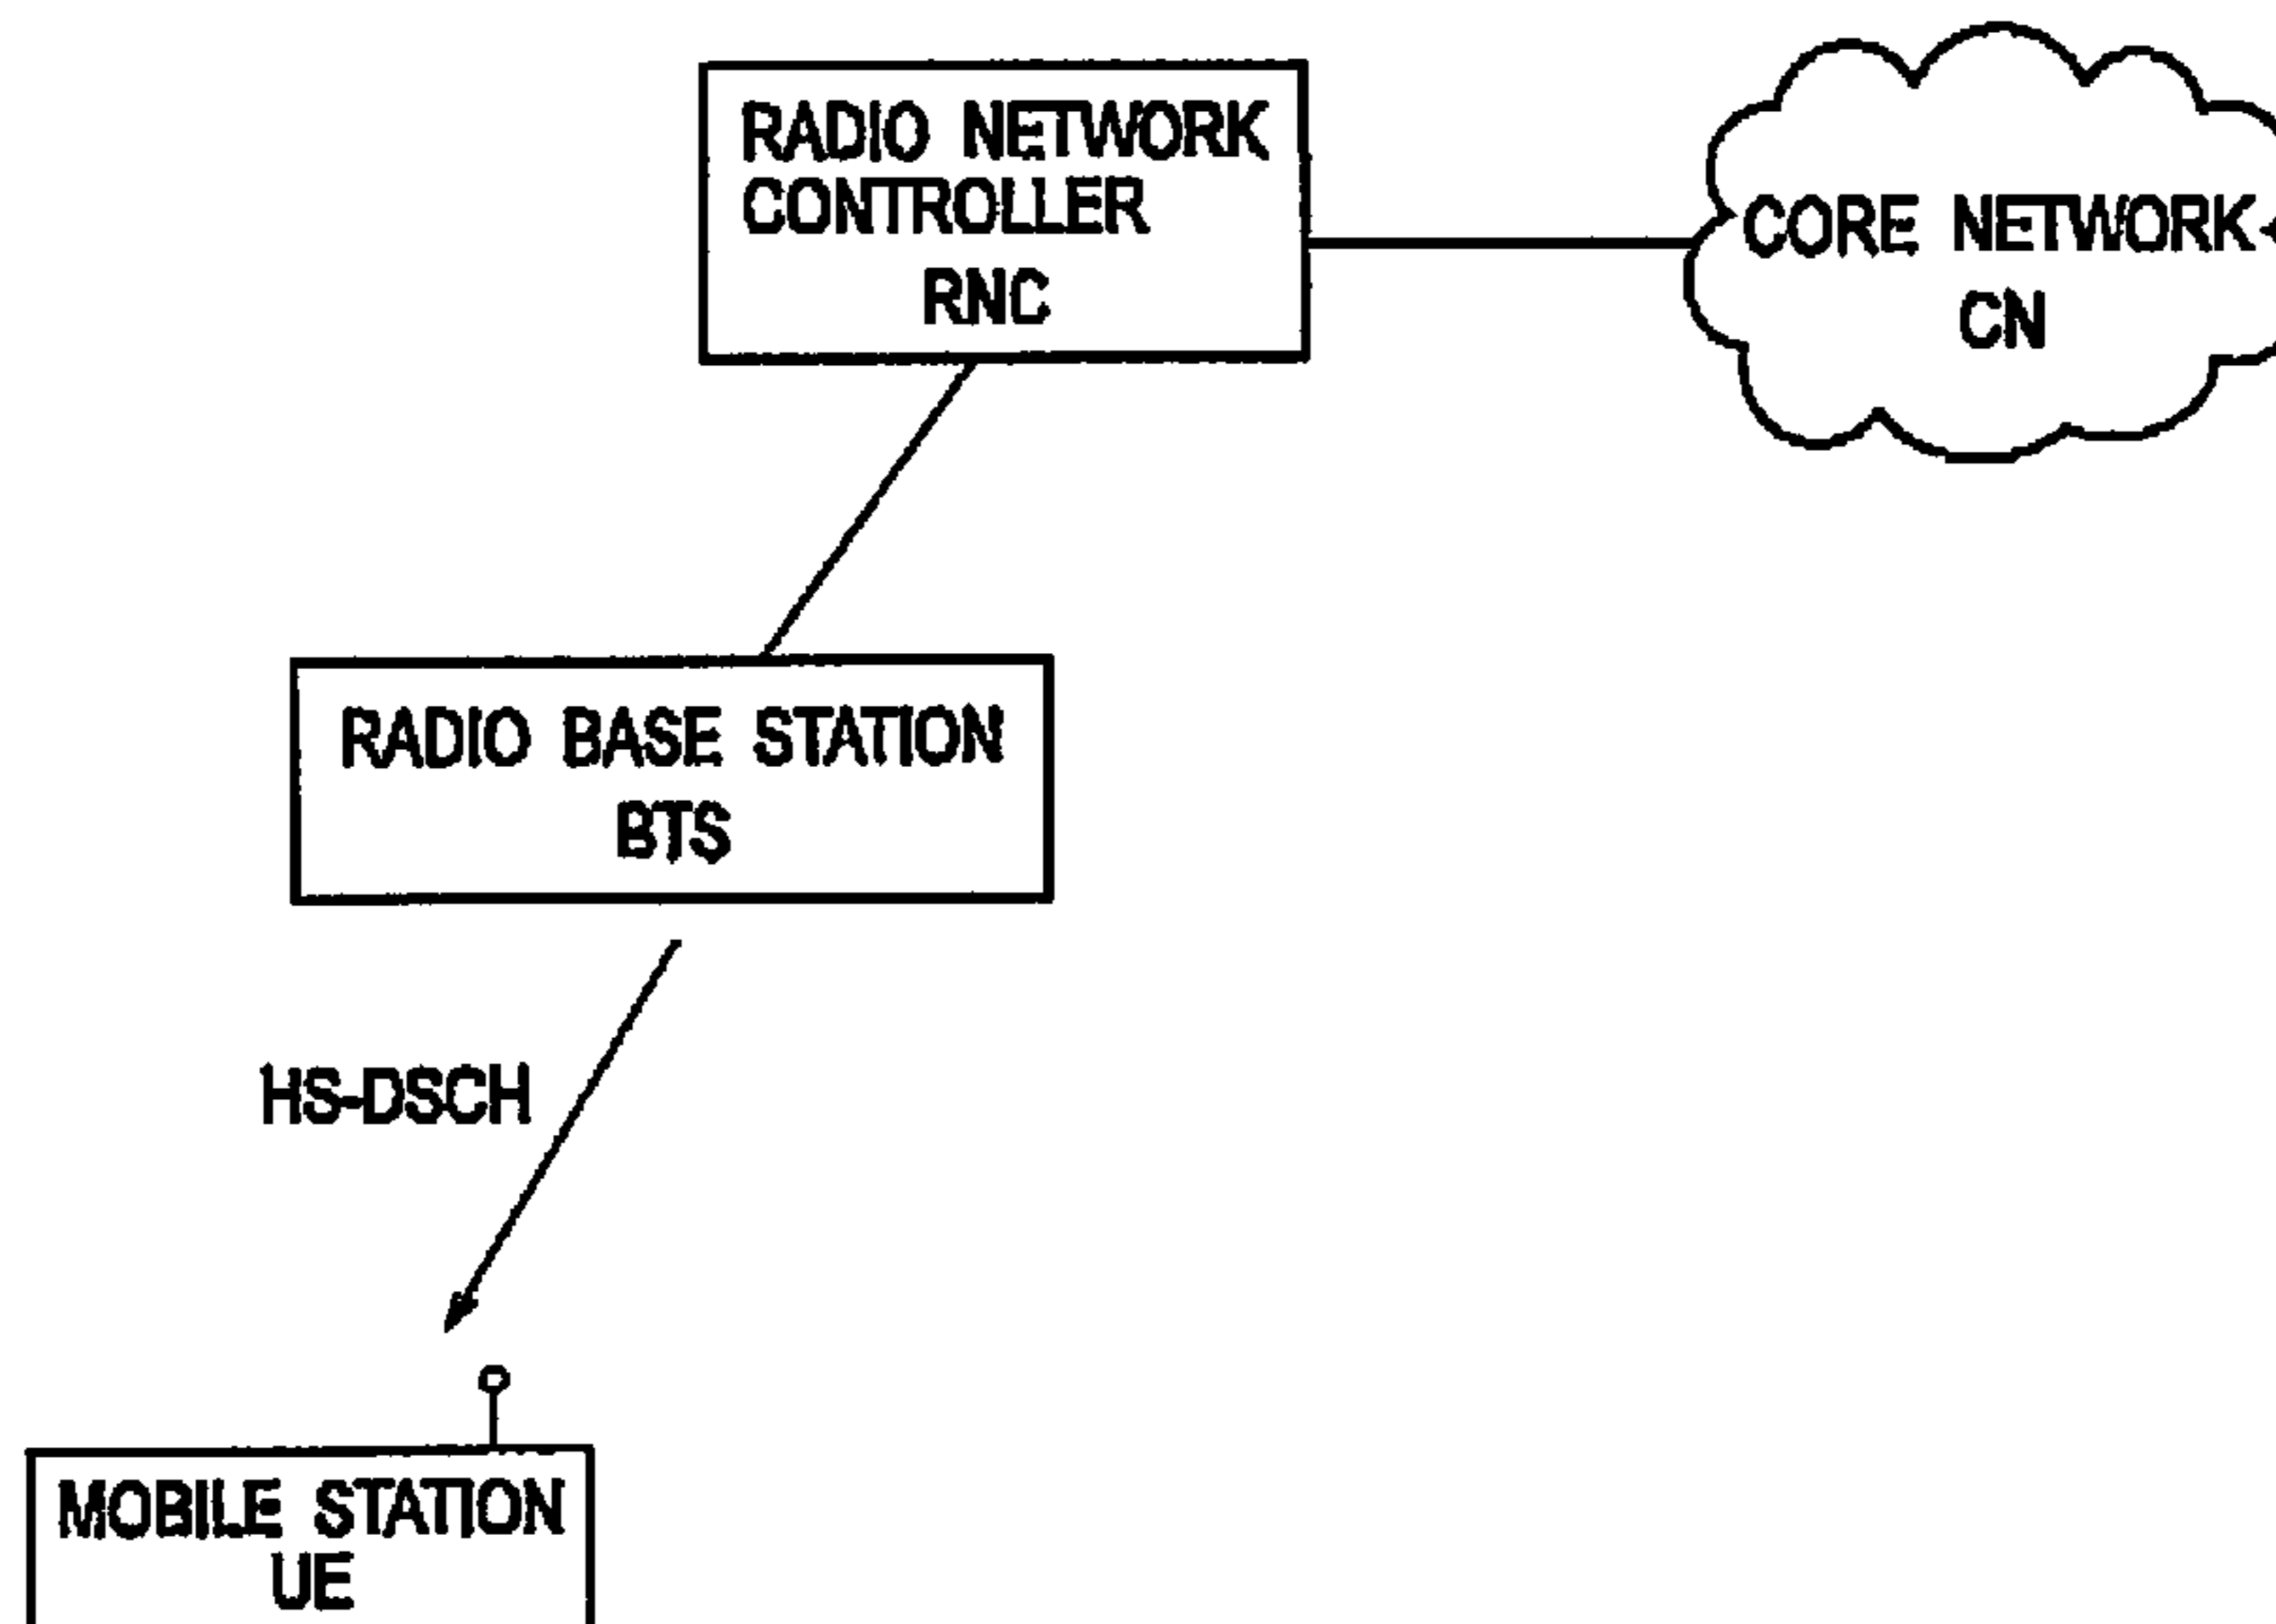 RADIO NETWORK
CONTROLLER
RNC
CORE NETWORK
CN
RADIO BASE STATION
BTS
HS-DSCH
MOBILE STATION
UE